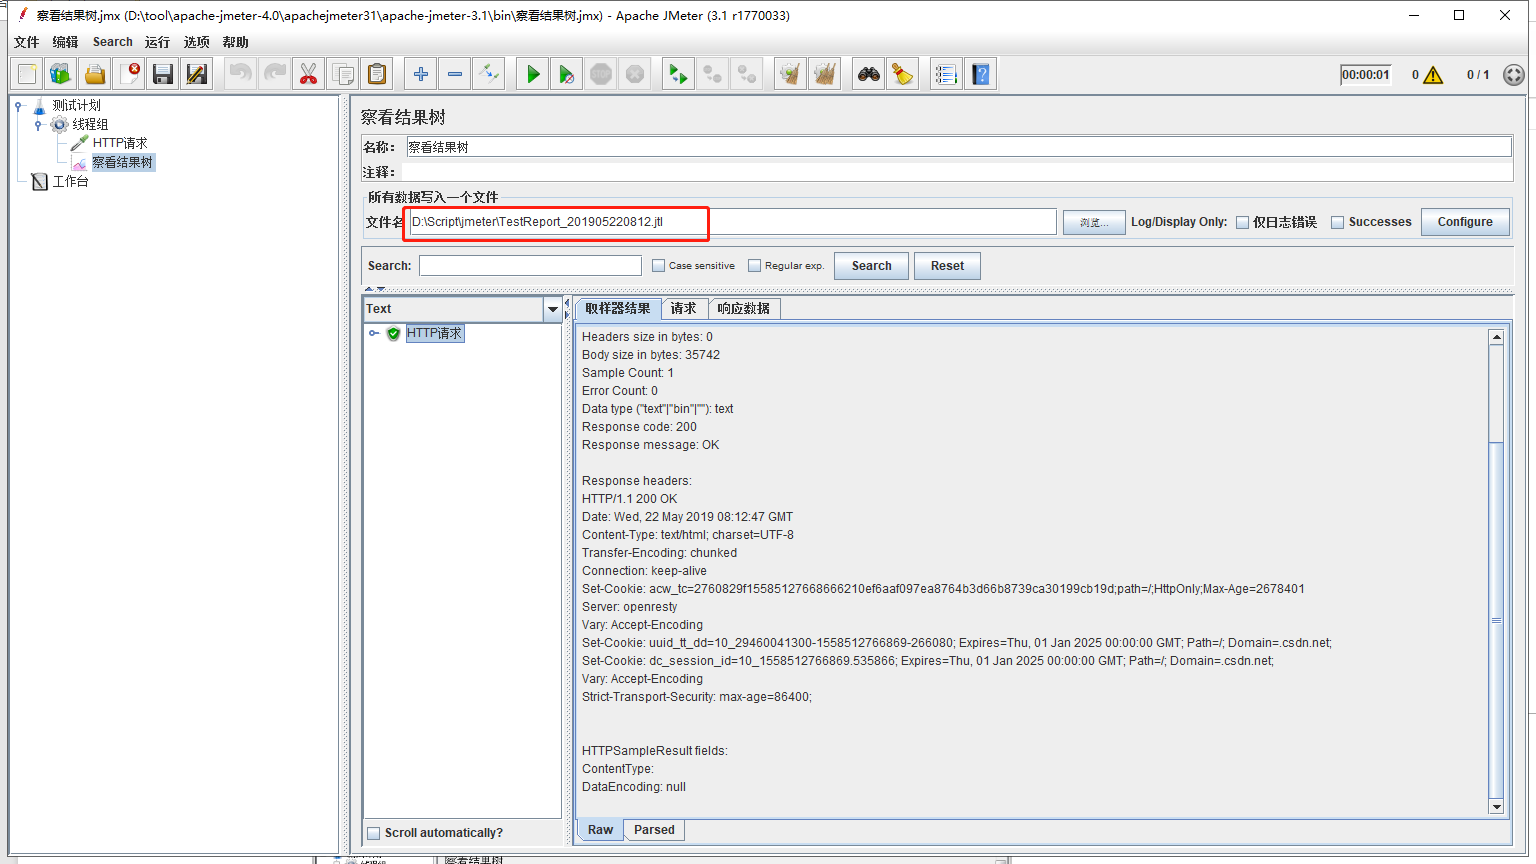 察看结果树.jmx (D:\tool\apache-jmeter-4.0\apachejmeter31\apache-jmeter-3.1\bin\察看结果树.jmx) - Apache JMeter (3.1 r1770033)
文件 编辑 Search 运行 选项 帮助
STOP 00:00:01 0 0 / 1
测试计划
线程组
HTTP请求
察看结果树
工作台
察看结果树
名称： 察看结果树
注释：
所有数据写入一个文件
文件名 D:\Script\jmeter\TestReport_201905220812.jtl 浏览... Log/Display Only: 仅日志错误 Successes Configure
Search: Case sensitive Regular exp. Search Reset
Text
HTTP请求
Scroll automatically?
取样器结果 请求 响应数据
Headers size in bytes: 0
Body size in bytes: 35742
Sample Count: 1
Error Count: 0
Data type ("text"|"bin"|""): text
Response code: 200
Response message: OK
Response headers:
HTTP/1.1 200 OK
Date: Wed, 22 May 2019 08:12:47 GMT
Content-Type: text/html; charset=UTF-8
Transfer-Encoding: chunked
Connection: keep-alive
Set-Cookie: acw_tc=2760829f15585127668666210ef6aaf097ea8764b3d66b8739ca30199cb19d;path=/;HttpOnly;Max-Age=2678401
Server: openresty
Vary: Accept-Encoding
Set-Cookie: uuid_tt_dd=10_29460041300-1558512766869-266080; Expires=Thu, 01 Jan 2025 00:00:00 GMT; Path=/; Domain=.csdn.net;
Set-Cookie: dc_session_id=10_1558512766869.535866; Expires=Thu, 01 Jan 2025 00:00:00 GMT; Path=/; Domain=.csdn.net;
Vary: Accept-Encoding
Strict-Transport-Security: max-age=86400;
HTTPSampleResult fields:
ContentType:
DataEncoding: null
Raw Parsed